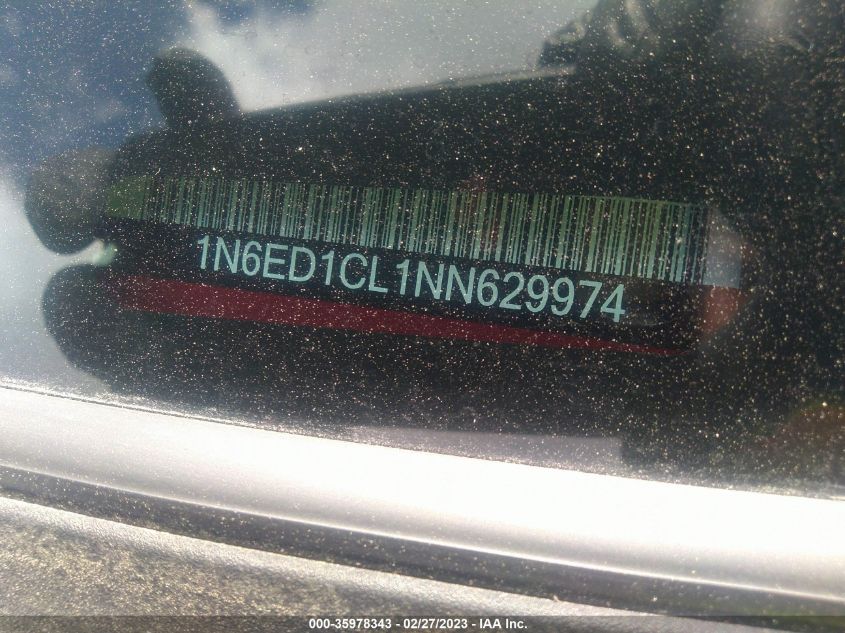 1N6ED1CL1NN629974
000-35978343 / 02/27/2023 - IAA Inc.